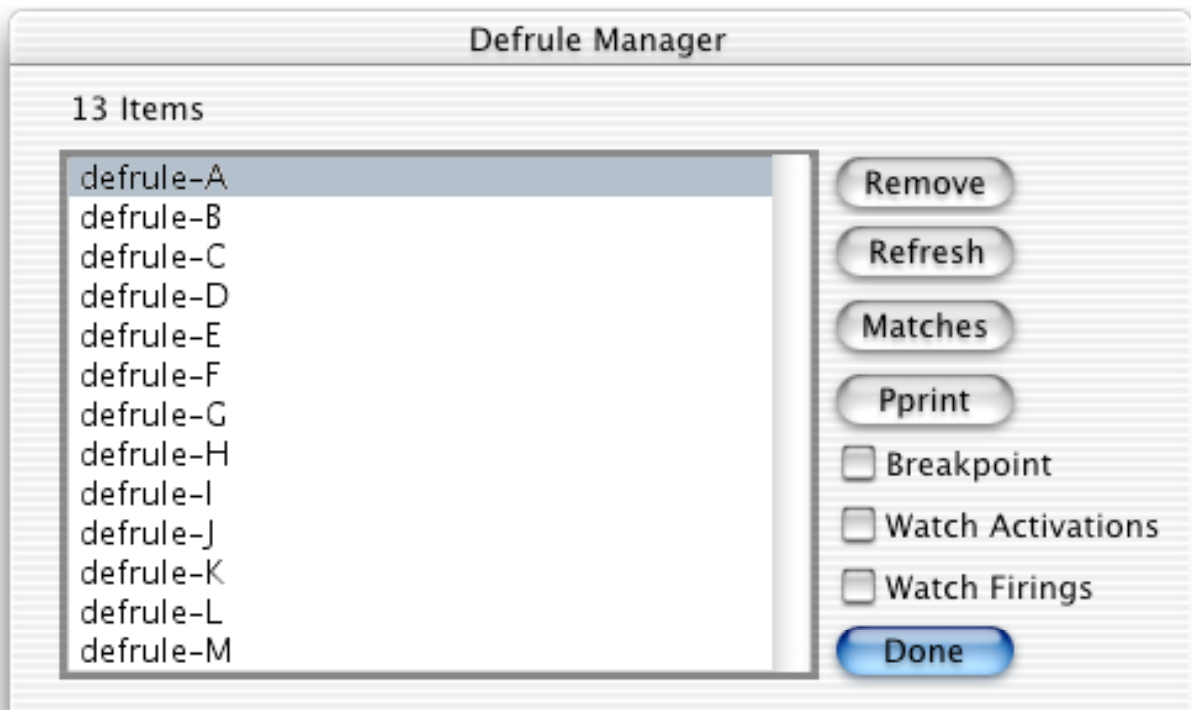 Defrule Manager
13 Items
defrule-A
defrule-B
defrule-C
defrule-D
defrule-E
defrule-F
defrule-G
defrule-H
defrule-I
defrule-J
defrule-K
defrule-L
defrule-M
Remove
Refresh
Matches
Pprint
Breakpoint
Watch Activations
Watch Firings
Done